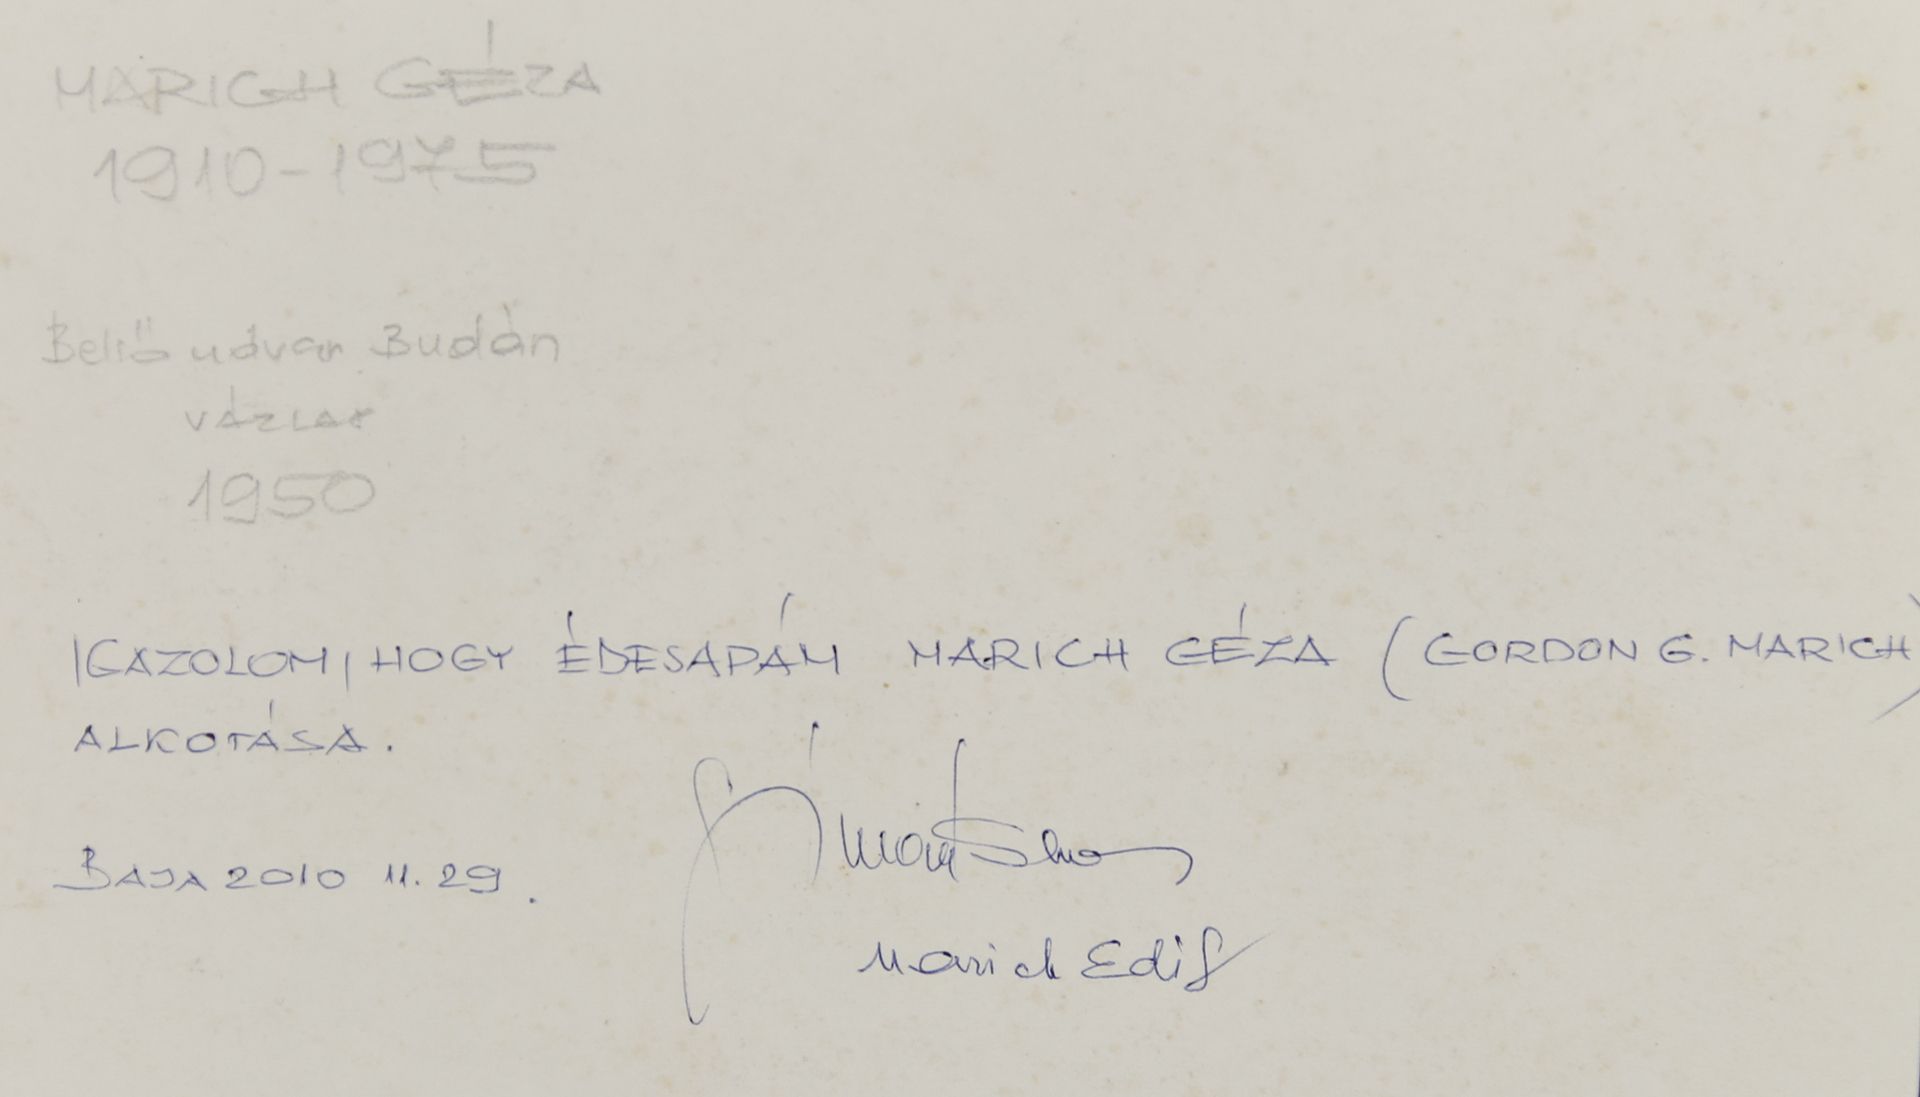 MARICH GÉZA
1910-1975
Belső udvar Budán
VÁZLAT
1950
IGAZOLOM, HOGY ÉDESAPÁM MARICH GÉZA (GORDON G. MARICH)
ALKOTÁSA.
BAJA 2010 11. 29.
Marich Edit